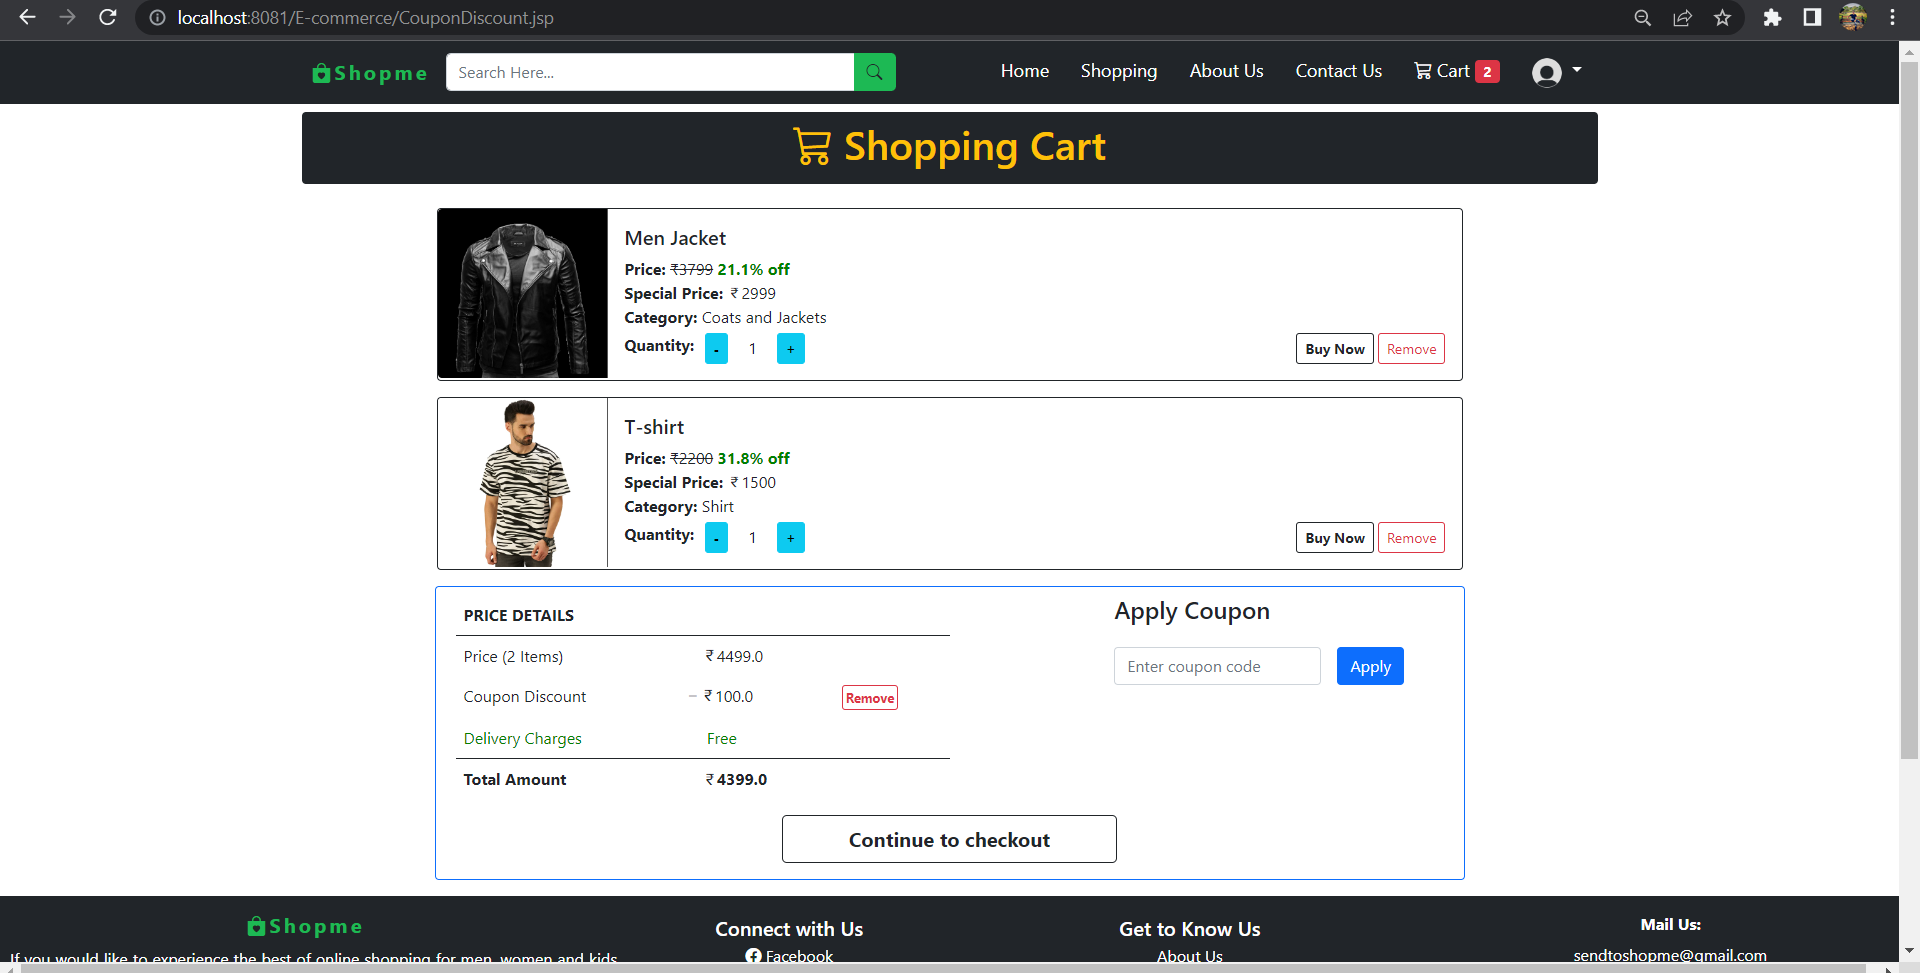 localhost:8081/E-commerce/CouponDiscount.jsp
Shopme
Search Here...
Home
Shopping
About Us
Contact Us
Cart 2
Shopping Cart
Men Jacket
Price: ₹3799 21.1% off
Special Price: ₹ 2999
Category: Coats and Jackets
Quantity: - 1 +
Buy Now
Remove
T-shirt
Price: ₹2200 31.8% off
Special Price: ₹ 1500
Category: Shirt
Quantity: - 1 +
Buy Now
Remove
PRICE DETAILS
Price (2 Items) ₹ 4499.0
Coupon Discount − ₹ 100.0 Remove
Delivery Charges Free
Total Amount ₹ 4399.0
Apply Coupon
Enter coupon code
Apply
Continue to checkout
Shopme
If you would like to experience the best of online shopping for men, women and kids
Connect with Us
Facebook
Get to Know Us
About Us
Mail Us:
sendtoshopme@gmail.com